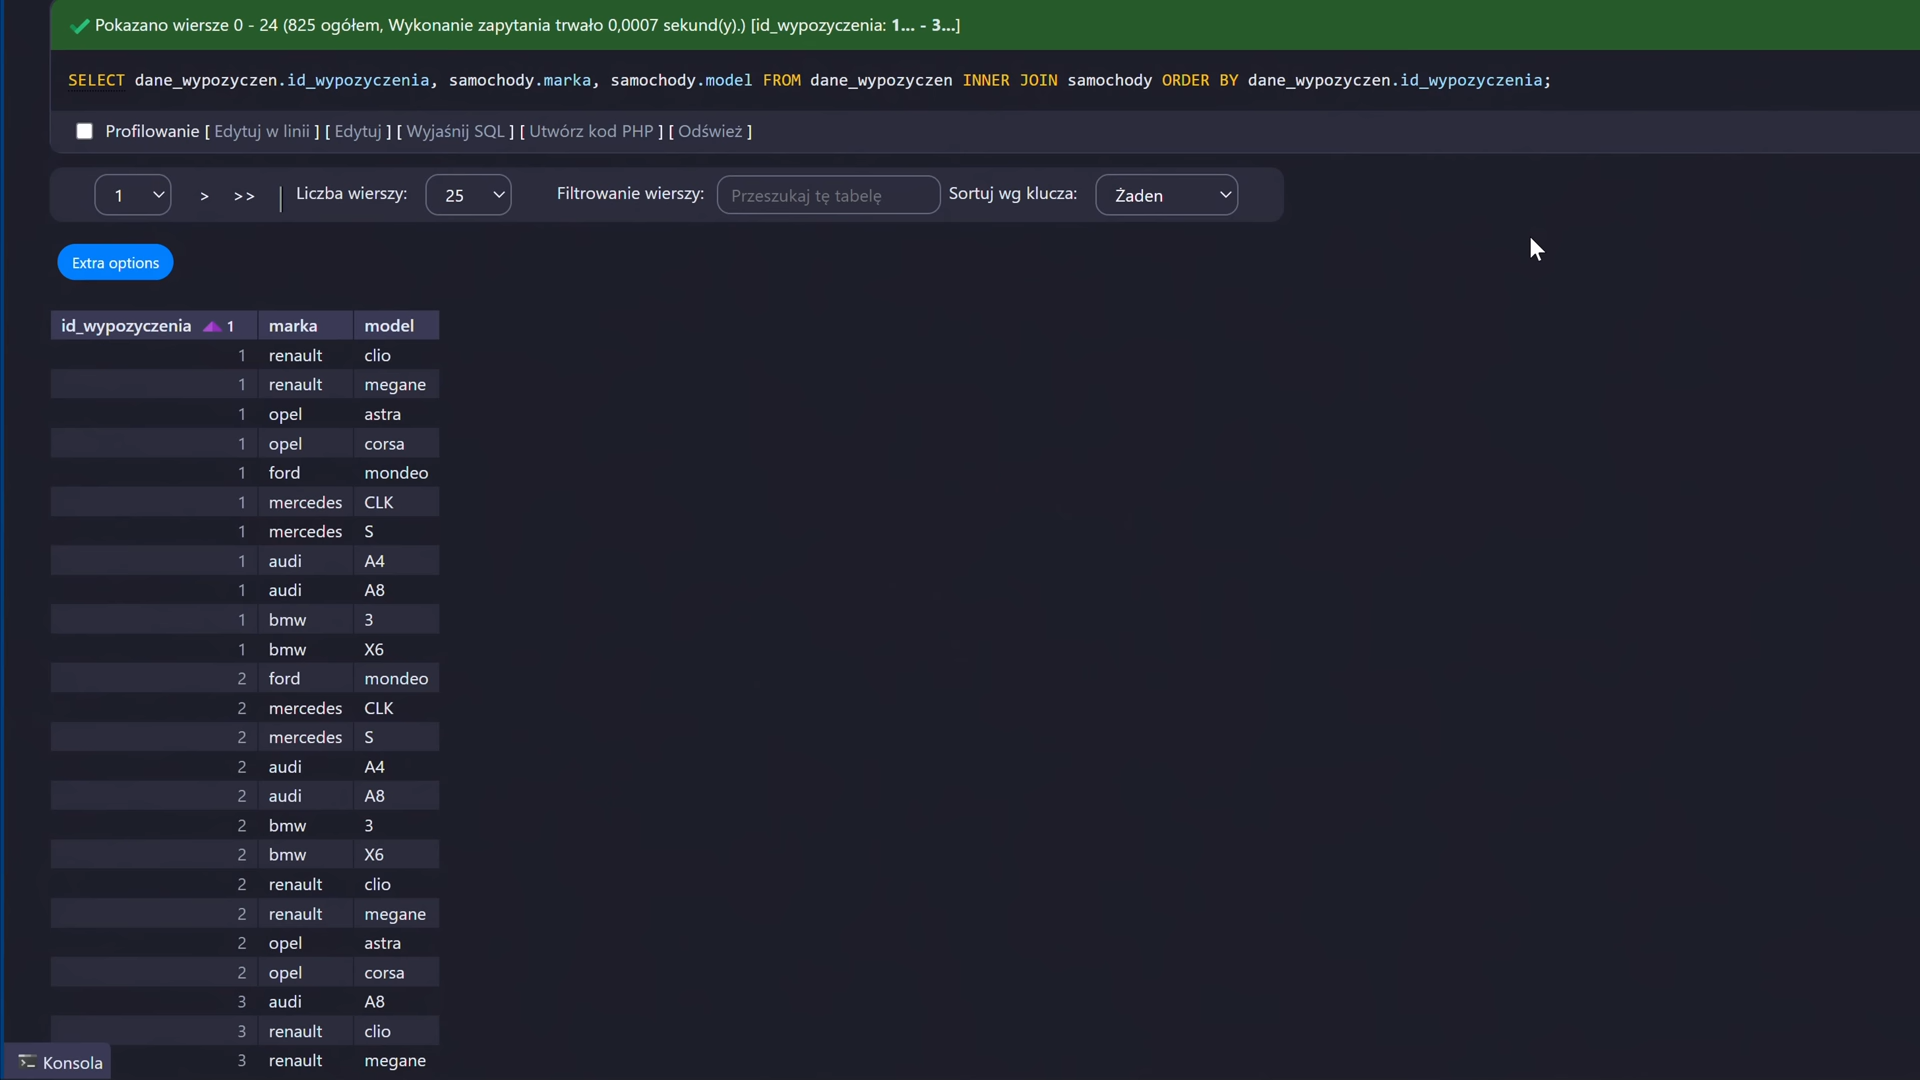 Pokazano wiersze 0 - 24 (825 ogółem, Wykonanie zapytania trwało 0,0007 sekund(y).) [id_wypozyczenia: 1... - 3...]
SELECT dane_wypozyczen.id_wypozyczenia, samochody.marka, samochody.model FROM dane_wypozyczen INNER JOIN samochody ORDER BY dane_wypozyczen.id_wypozyczenia;
Profilowanie [ Edytuj w linii ] [ Edytuj ] [ Wyjaśnij SQL ] [ Utwórz kod PHP ] [ Odśwież ]
1 > >> | Liczba wierszy: 25 Filtrowanie wierszy: Przeszukaj tę tabelę Sortuj wg klucza: Żaden
Extra options
id_wypozyczenia 1 marka model
1 renault clio
1 renault megane
1 opel astra
1 opel corsa
1 ford mondeo
1 mercedes CLK
1 mercedes S
1 audi A4
1 audi A8
1 bmw 3
1 bmw X6
2 ford mondeo
2 mercedes CLK
2 mercedes S
2 audi A4
2 audi A8
2 bmw 3
2 bmw X6
2 renault clio
2 renault megane
2 opel astra
2 opel corsa
3 audi A8
3 renault clio
3 renault megane
Konsola